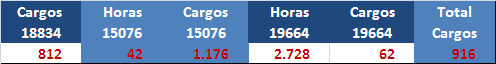 Cargos Horas Cargos Horas Cargos Total
18834 15076 15076 19664 19664 Cargos
812 42 1.176 2.728 62 916